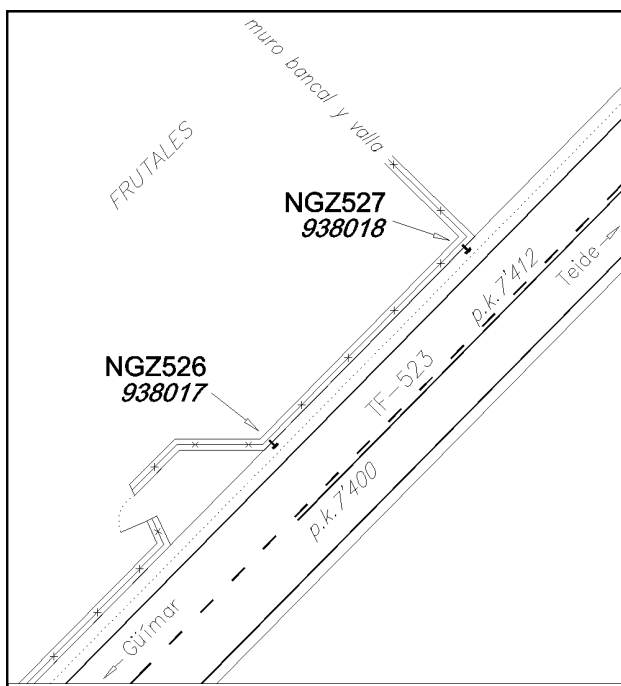 muro bancal y valla
FRUTALES
NGZ527
938018
Teide
p.k.7'412
NGZ526
938017
TF-523
p.k.7'400
Güímar